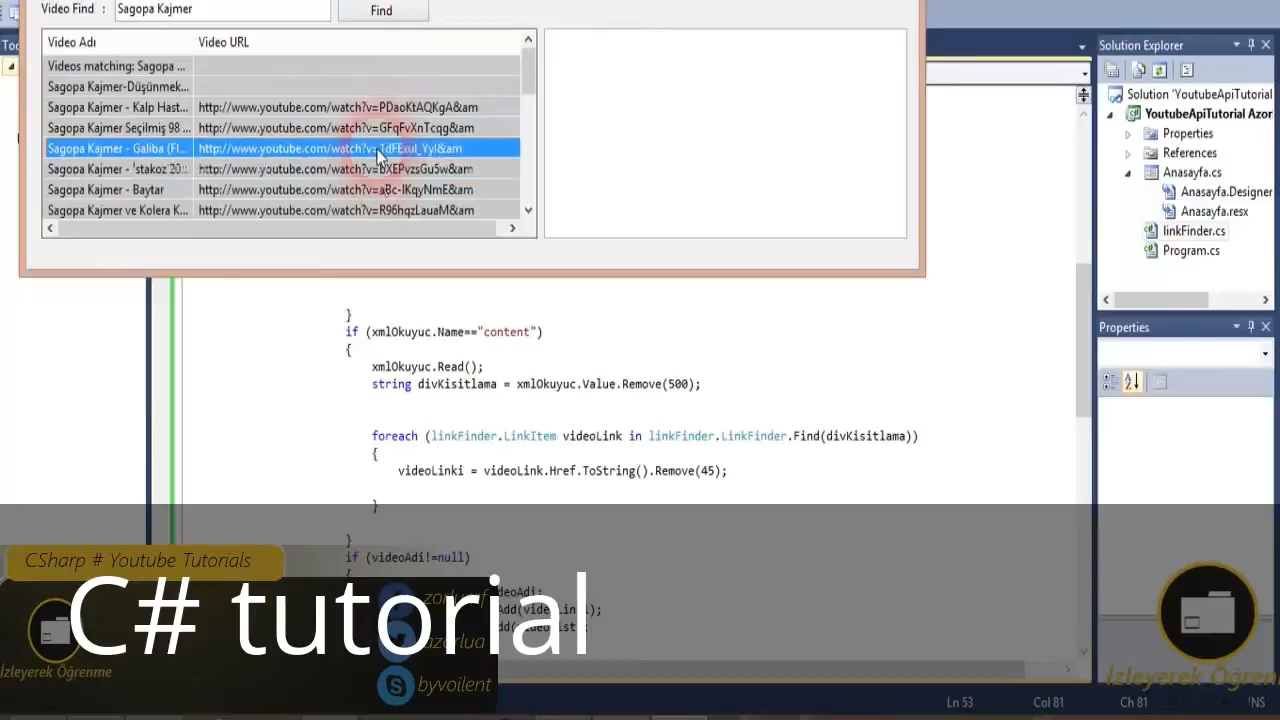 Video Find :
Sagopa Kajmer
Find
Video Adı
Video URL
Videos matching: Sagopa ...
Sagopa Kajmer-Düşünmek...
Sagopa Kajmer - Kalp Hast... http://www.youtube.com/watch?v=PDaoKtAQKgA&am
Sagopa Kajmer Seçilmiş 98 ... http://www.youtube.com/watch?v=GFqFvXnTcqg&am
Sagopa Kajmer - Galiba (Fl...
Sagopa Kajmer - 'stakoz'20...
Sagopa Kajmer - Baytar http://www.youtube.com/watch?v=aBc-IKqyNmE&am
Sagopa Kajmer ve Kolera K... http://www.youtube.com/watch?v=R96hqzLauaM&am
Solution Explorer
Solution 'YoutubeApiTutorial
YoutubeApiTutorial Azor
Properties
References
Anasayfa.cs
Anasayfa.Designer
Anasayfa.resx
linkFinder.cs
Program.cs
Properties
}
if (xmlOkuyuc.Name=="content")
{
xmlOkuyuc.Read();
string divKisitlama = xmlOkuyuc.Value.Remove(500);
foreach (linkFinder.LinkItem videoLink in linkFinder.LinkFinder.Find(divKisitlama))
{
videoLinki = videoLink.Href.ToString().Remove(45);
}
}
if (videoAdi!=null)
CSharp # Youtube Tutorials
C# tutorial
azorlua
byvoilent
İzleyerek Öğrenme
Ln 53
Col 81
Ch 81
INS